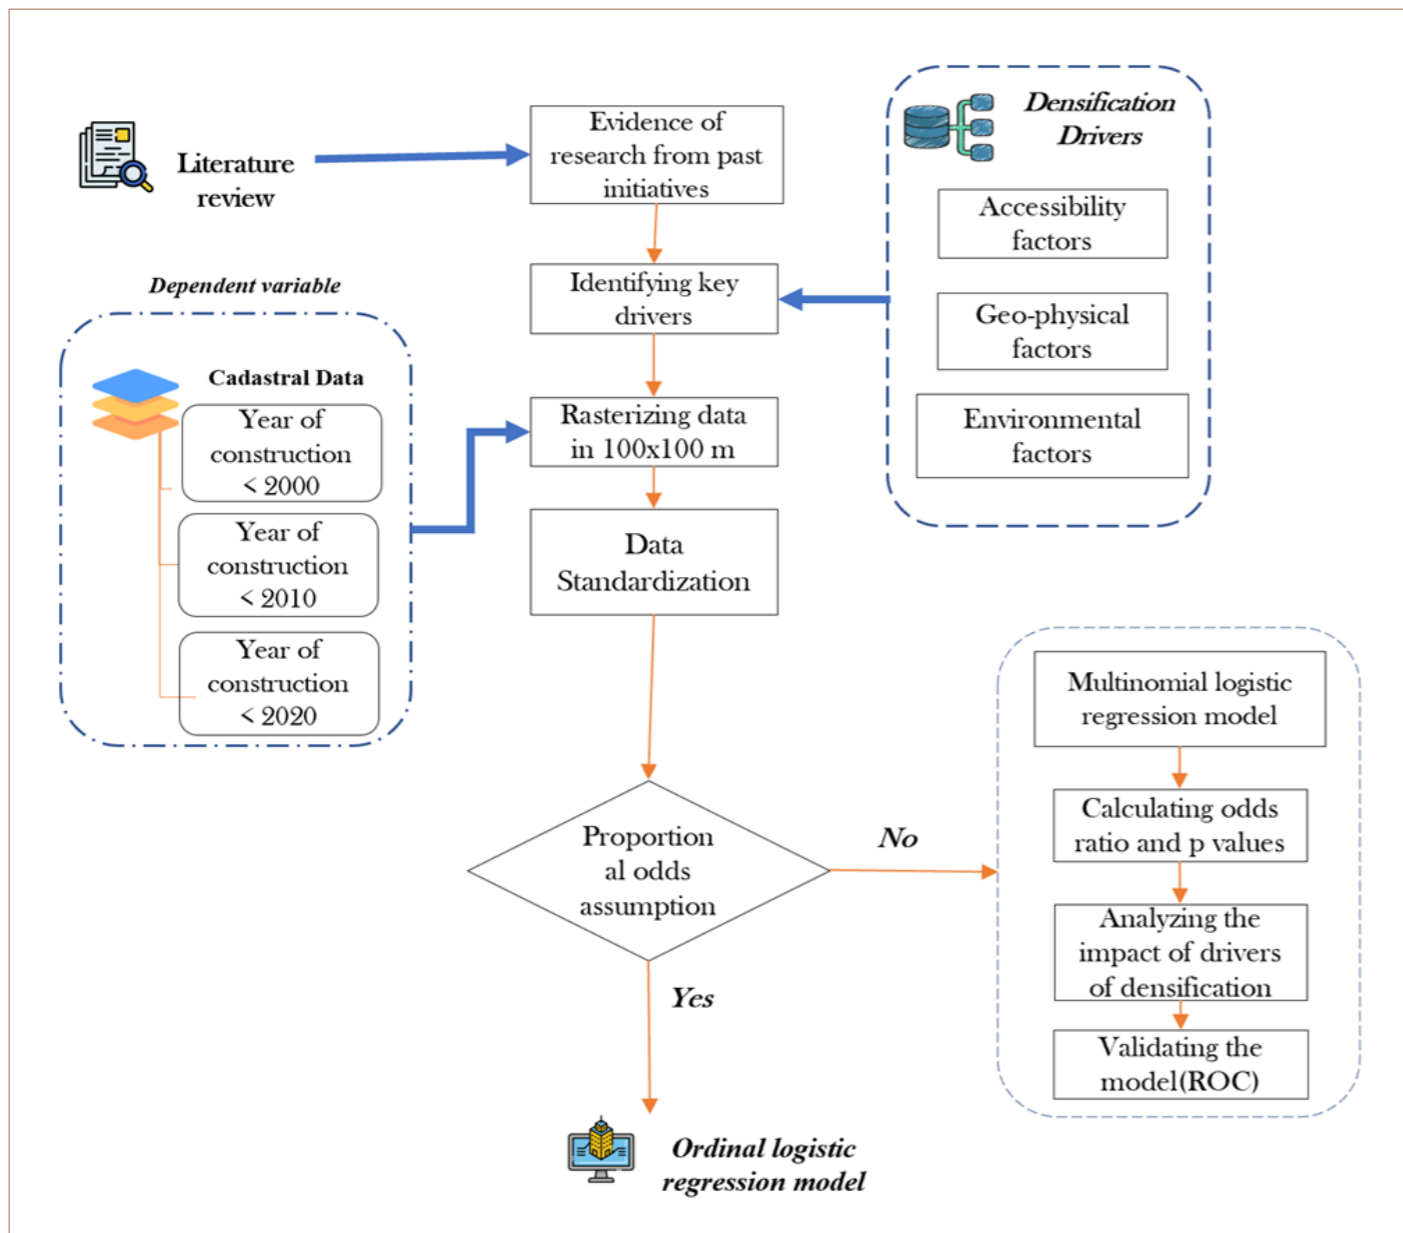 Literature
review
Evidence of
research from past
initiatives
Densification
Drivers
Accessibility
factors
Geo-physical
factors
Environmental
factors
Identifying key
drivers
Dependent variable
Cadastral Data
Year of
construction
< 2000
Year of
construction
< 2010
Year of
construction
< 2020
Rasterizing data
in 100x100 m
Data
Standardization
Proportion
al odds
assumption
No
Yes
Multinomial logistic
regression model
Calculating odds
ratio and p values
Analyzing the
impact of drivers
of densification
Validating the
model(ROC)
Ordinal logistic
regression model